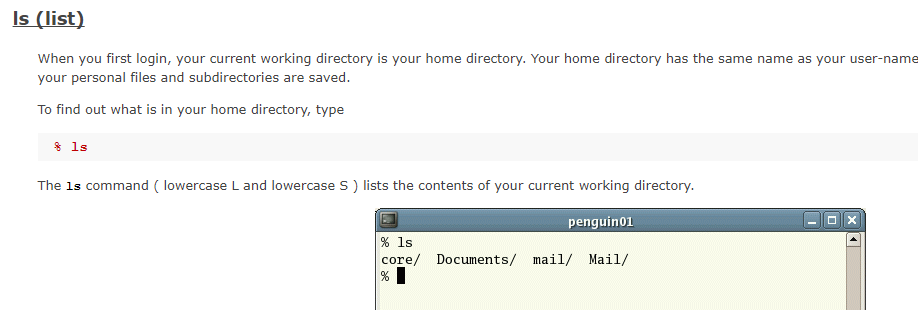 ls (list)
When you first login, your current working directory is your home directory. Your home directory has the same name as your user-name
your personal files and subdirectories are saved.
To find out what is in your home directory, type
% ls
The ls command ( lowercase L and lowercase S ) lists the contents of your current working directory.
penguin01
% ls
core/  Documents/  mail/  Mail/
%